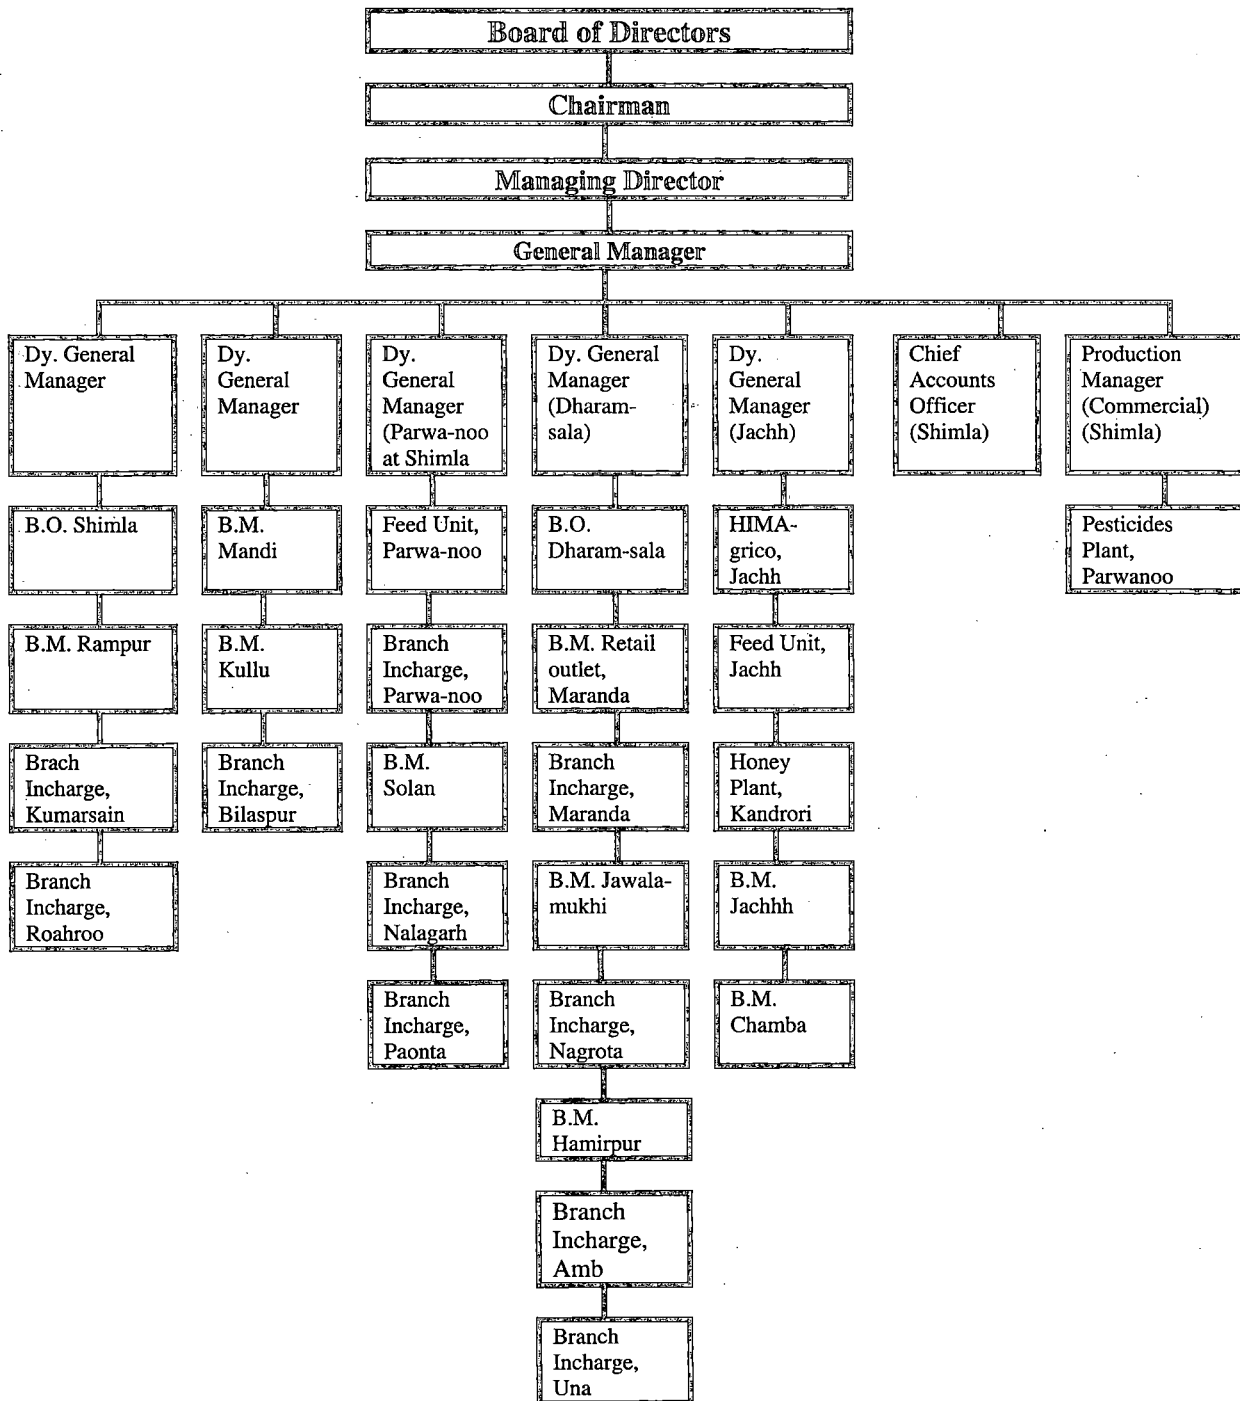 Board of Directors
Chairman
Managing Director
General Manager
Dy. General
Manager
B.O. Shimla
B.M. Rampur
Brach
Incharge,
Kumarsain
Branch
Incharge,
Roahroo
Dy.
General
Manager
B.M.
Mandi
B.M.
Kullu
Branch
Incharge,
Bilaspur
Dy.
General
Manager
(Parwa-noo
at Shimla
Feed Unit,
Parwa-noo
Branch
Incharge,
Parwa-noo
B.M.
Solan
Branch
Incharge,
Nalagarh
Branch
Incharge,
Paonta
Dy. General
Manager
(Dharam-
sala)
B.O.
Dharam-sala
B.M. Retail
outlet,
Maranda
Branch
Incharge,
Maranda
B.M. Jawala-
mukhi
Branch
Incharge,
Nagrota
B.M.
Hamirpur
Branch
Incharge,
Amb
Branch
Incharge,
Una
Dy.
General
Manager
(Jachh)
HIMA-
grico,
Jachh
Feed Unit,
Jachh
Honey
Plant,
Kandrori
B.M.
Jachhh
B.M.
Chamba
Chief
Accounts
Officer
(Shimla)
Production
Manager
(Commercial)
(Shimla)
Pesticides
Plant,
Parwanoo